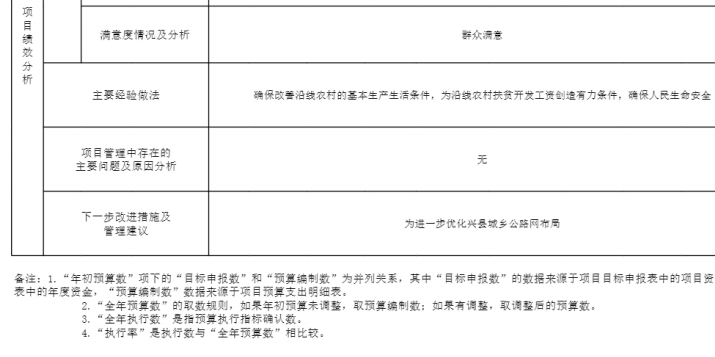 项
目
绩
效
分
析
满意度情况及分析
群众满意
主要经验做法
确保改善沿线农村的基本生产生活条件，为沿线农村扶贫开发工资创造有力条件，确保人民生命安全
项目管理中存在的
主要问题及原因分析
无
下一步改进措施及
管理建议
为进一步优化兴县城乡公路网布局
备注：1.“年初预算数”项下的“目标申报数”和“预算编制数”为并列关系，其中“目标申报数”的数据来源于项目目标申报表中的项目资
表中的年度资金，“预算编制数”数据来源于项目预算支出明细表。
2.“全年预算数”的取数规则，如果年初预算未调整，取预算编制数；如果有调整，取调整后的预算数。
3.“全年执行数”是指预算执行指标确认数。
4.“执行率”是执行数与“全年预算数”相比较。